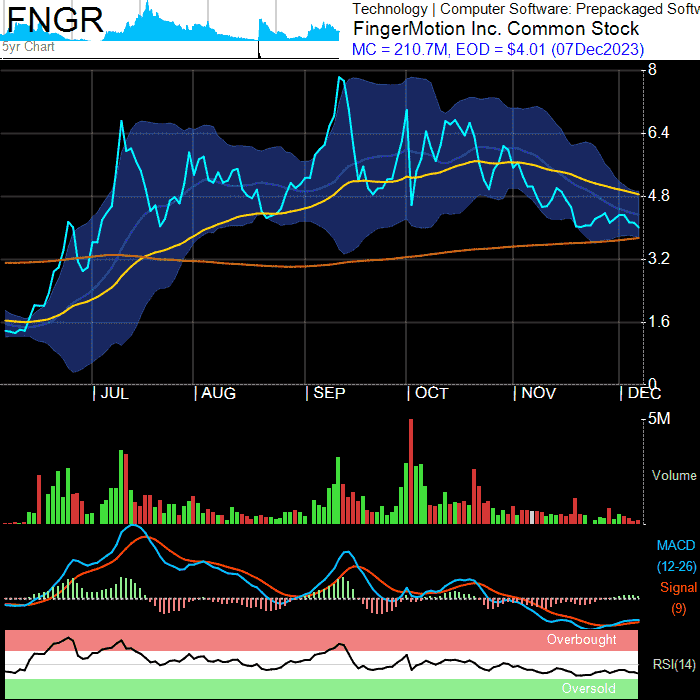 FNGR
5yr Chart
Technology | Computer Software: Prepackaged Softw
FingerMotion Inc. Common Stock
MC = 210.7M, EOD = $4.01 (07Dec2023)
8
6.4
4.8
3.2
1.6
0
JUL
AUG
SEP
OCT
NOV
DEC
5M
Volume
MACD
(12-26)
Signal
(9)
Overbought
RSI(14)
Oversold